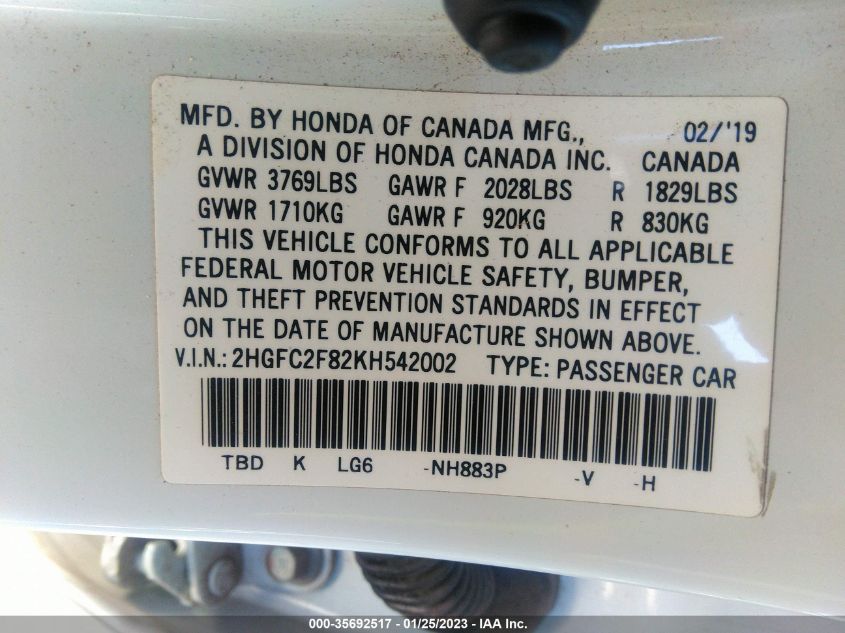 MFD. BY HONDA OF CANADA MFG., 02/'19
A DIVISION OF HONDA CANADA INC. CANADA
GVWR 3769LBS GAWR F 2028LBS R 1829LBS
GVWR 1710KG GAWR F 920KG R 830KG
THIS VEHICLE CONFORMS TO ALL APPLICABLE
FEDERAL MOTOR VEHICLE SAFETY, BUMPER,
AND THEFT PREVENTION STANDARDS IN EFFECT
ON THE DATE OF MANUFACTURE SHOWN ABOVE.
V.I.N.: 2HGFC2F82KH542002 TYPE: PASSENGER CAR
TBD K LG6 -NH883P -V -H
000-35692517 - 01/25/2023 - IAA Inc.